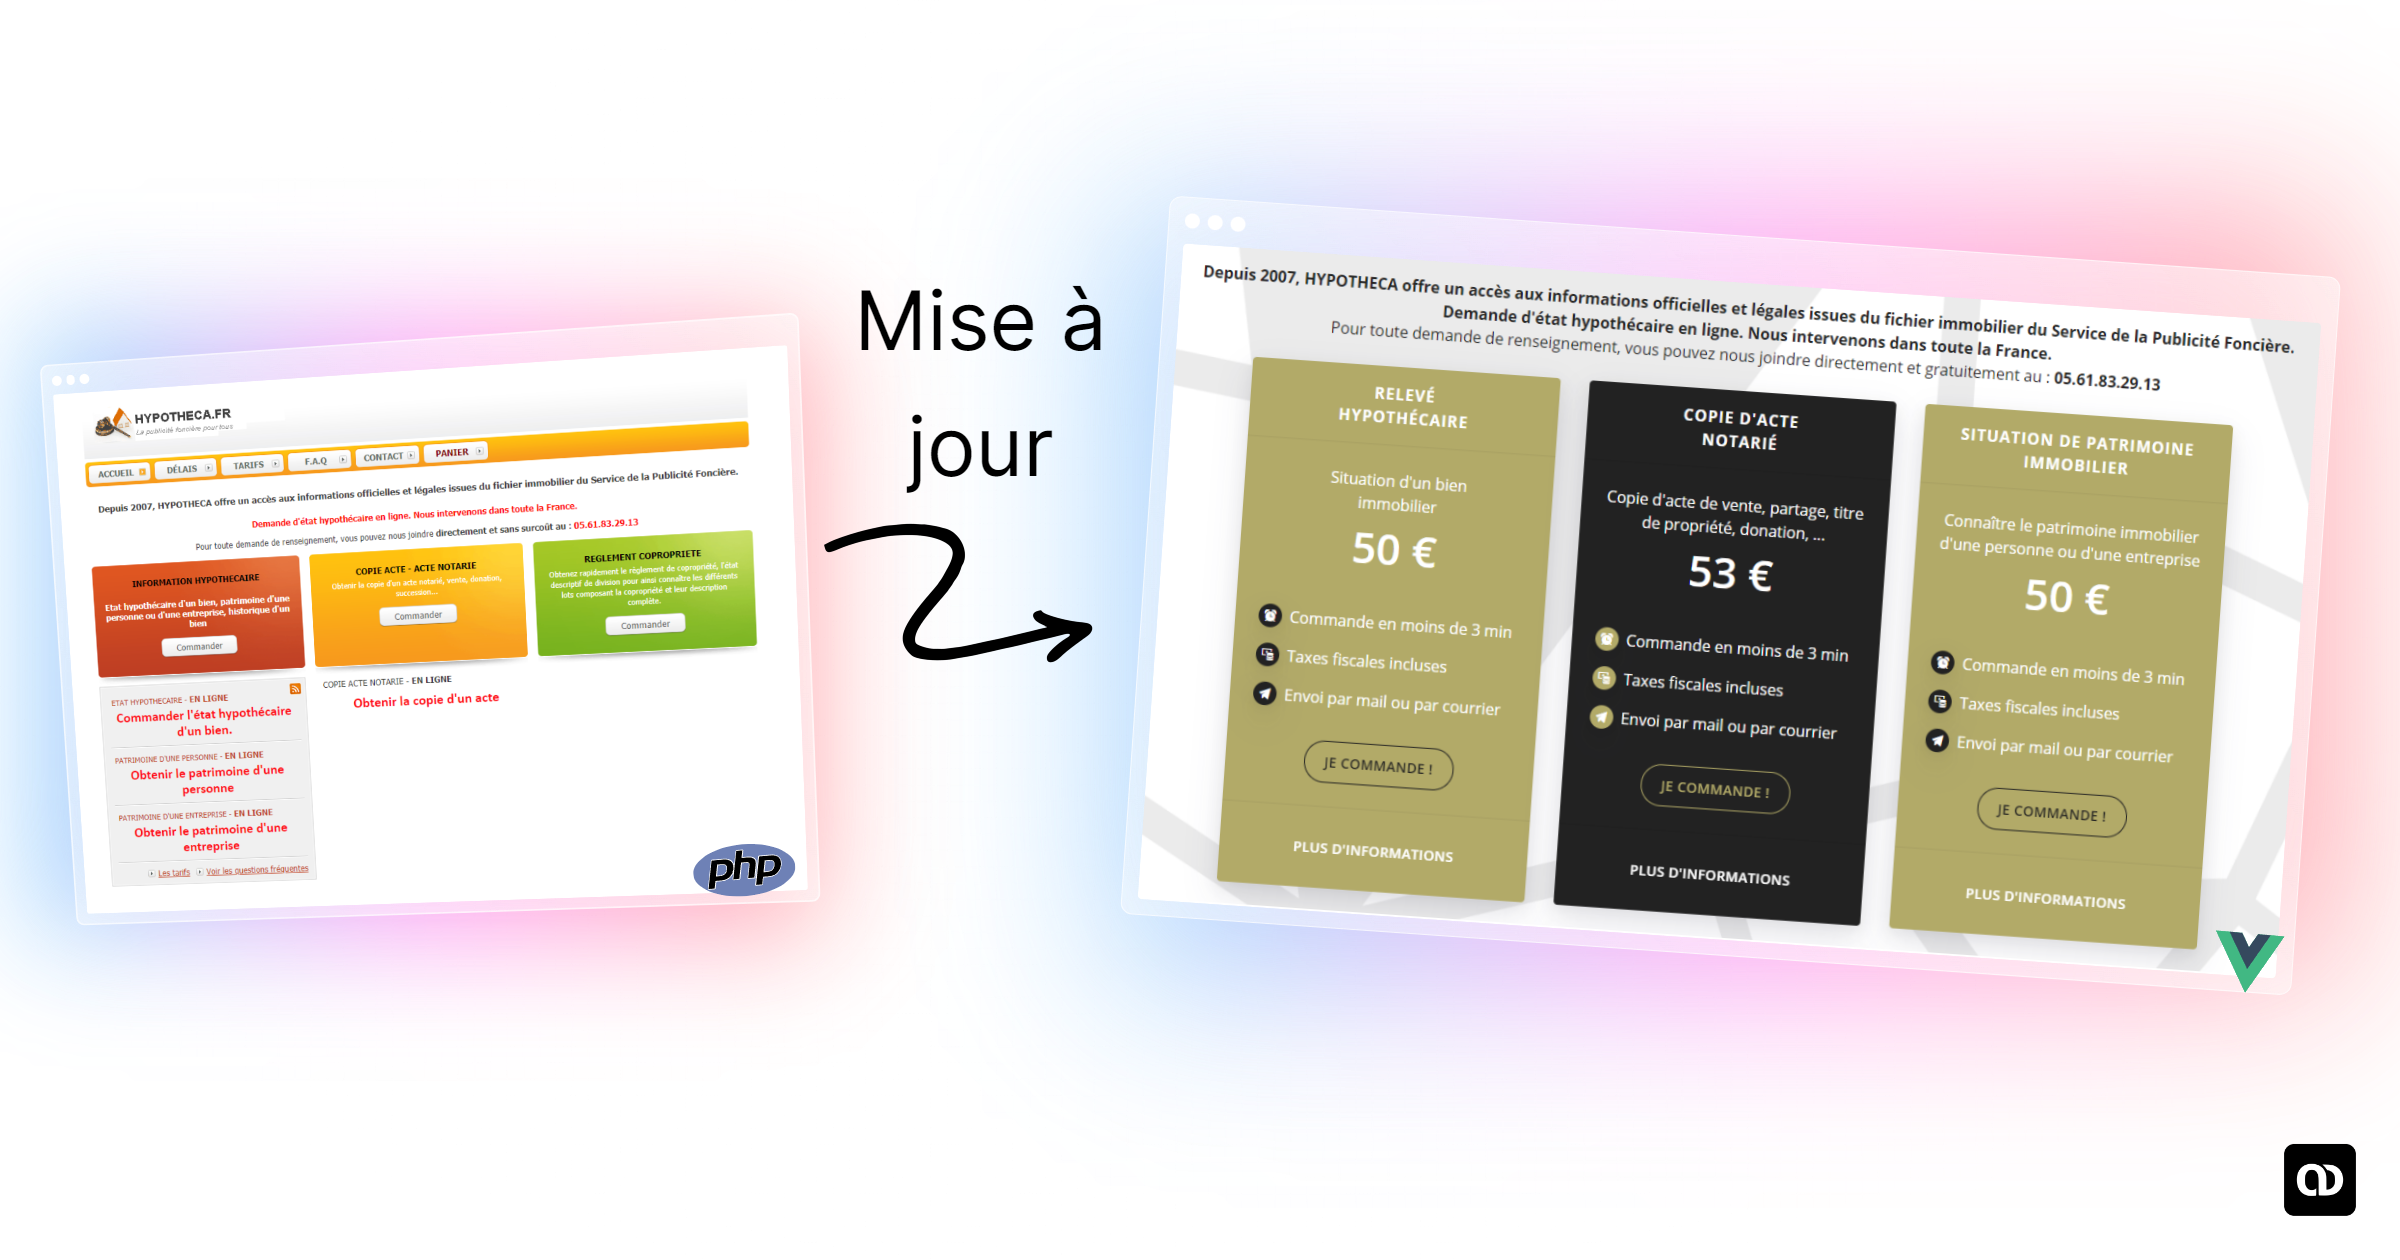 HYPOTHECA.FR
La publicité foncière pour tous
ACCUEIL
DÉLAIS
TARIFS
F.A.Q
CONTACT
PANIER
Depuis 2007, HYPOTHECA offre un accès aux informations officielles et légales issues du fichier immobilier du Service de la Publicité Foncière.
Demande d'état hypothécaire en ligne. Nous intervenons dans toute la France.
Pour toute demande de renseignement, vous pouvez nous joindre directement et sans surcoût au : 05.61.83.29.13
INFORMATION HYPOTHECAIRE
Etat hypothécaire d'un bien, patrimoine d'une
personne ou d'une entreprise, historique d'un
bien
Commander
COPIE ACTE - ACTE NOTARIE
Obtenir la copie d'un acte notarié, vente, donation,
succession...
Commander
REGLEMENT COPROPRIETE
Obtenez rapidement le règlement de copropriété, l'état
descriptif de division pour ainsi connaître les différents
lots composant la copropriété et leur description
complète.
Commander
ETAT HYPOTHECAIRE - EN LIGNE
Commander l'état hypothécaire
d'un bien.
PATRIMOINE D'UNE PERSONNE - EN LIGNE
Obtenir le patrimoine d'une
personne
PATRIMOINE D'UNE ENTREPRISE - EN LIGNE
Obtenir le patrimoine d'une
entreprise
Les tarifs
Voir les questions fréquentes
COPIE ACTE NOTARIE - EN LIGNE
Obtenir la copie d'un acte
php
Mise à
jour
Depuis 2007, HYPOTHECA offre un accès aux informations officielles et légales issues du fichier immobilier du Service de la Publicité Foncière.
Demande d'état hypothécaire en ligne. Nous intervenons dans toute la France.
Pour toute demande de renseignement, vous pouvez nous joindre directement et gratuitement au : 05.61.83.29.13
RELEVÉ
HYPOTHÉCAIRE
Situation d'un bien
immobilier
50 €
Commande en moins de 3 min
Taxes fiscales incluses
Envoi par mail ou par courrier
JE COMMANDE !
PLUS D'INFORMATIONS
COPIE D'ACTE
NOTARIÉ
Copie d'acte de vente, partage, titre
de propriété, donation, ...
53 €
Commande en moins de 3 min
Taxes fiscales incluses
Envoi par mail ou par courrier
JE COMMANDE !
PLUS D'INFORMATIONS
SITUATION DE PATRIMOINE
IMMOBILIER
Connaître le patrimoine immobilier
d'une personne ou d'une entreprise
50 €
Commande en moins de 3 min
Taxes fiscales incluses
Envoi par mail ou par courrier
JE COMMANDE !
PLUS D'INFORMATIONS